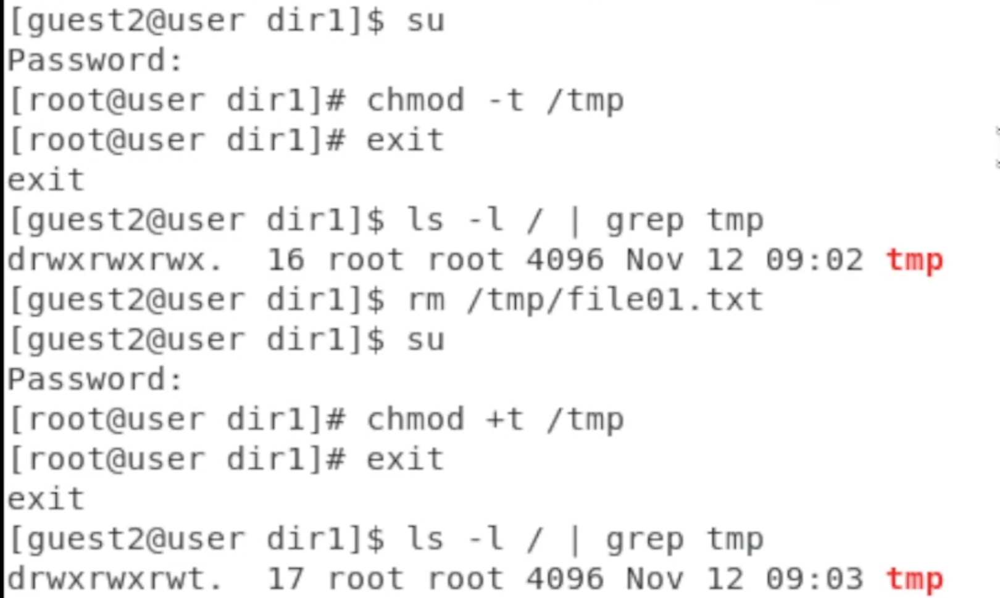 [guest2@user dir1]$ su
Password:
[root@user dir1]# chmod -t /tmp
[root@user dir1]# exit
exit
[guest2@user dir1]$ ls -l / | grep tmp
drwxrwxrwx.  16 root root 4096 Nov 12 09:02 tmp
[guest2@user dir1]$ rm /tmp/file01.txt
[guest2@user dir1]$ su
Password:
[root@user dir1]# chmod +t /tmp
[root@user dir1]# exit
exit
[guest2@user dir1]$ ls -l / | grep tmp
drwxrwxrwt.  17 root root 4096 Nov 12 09:03 tmp